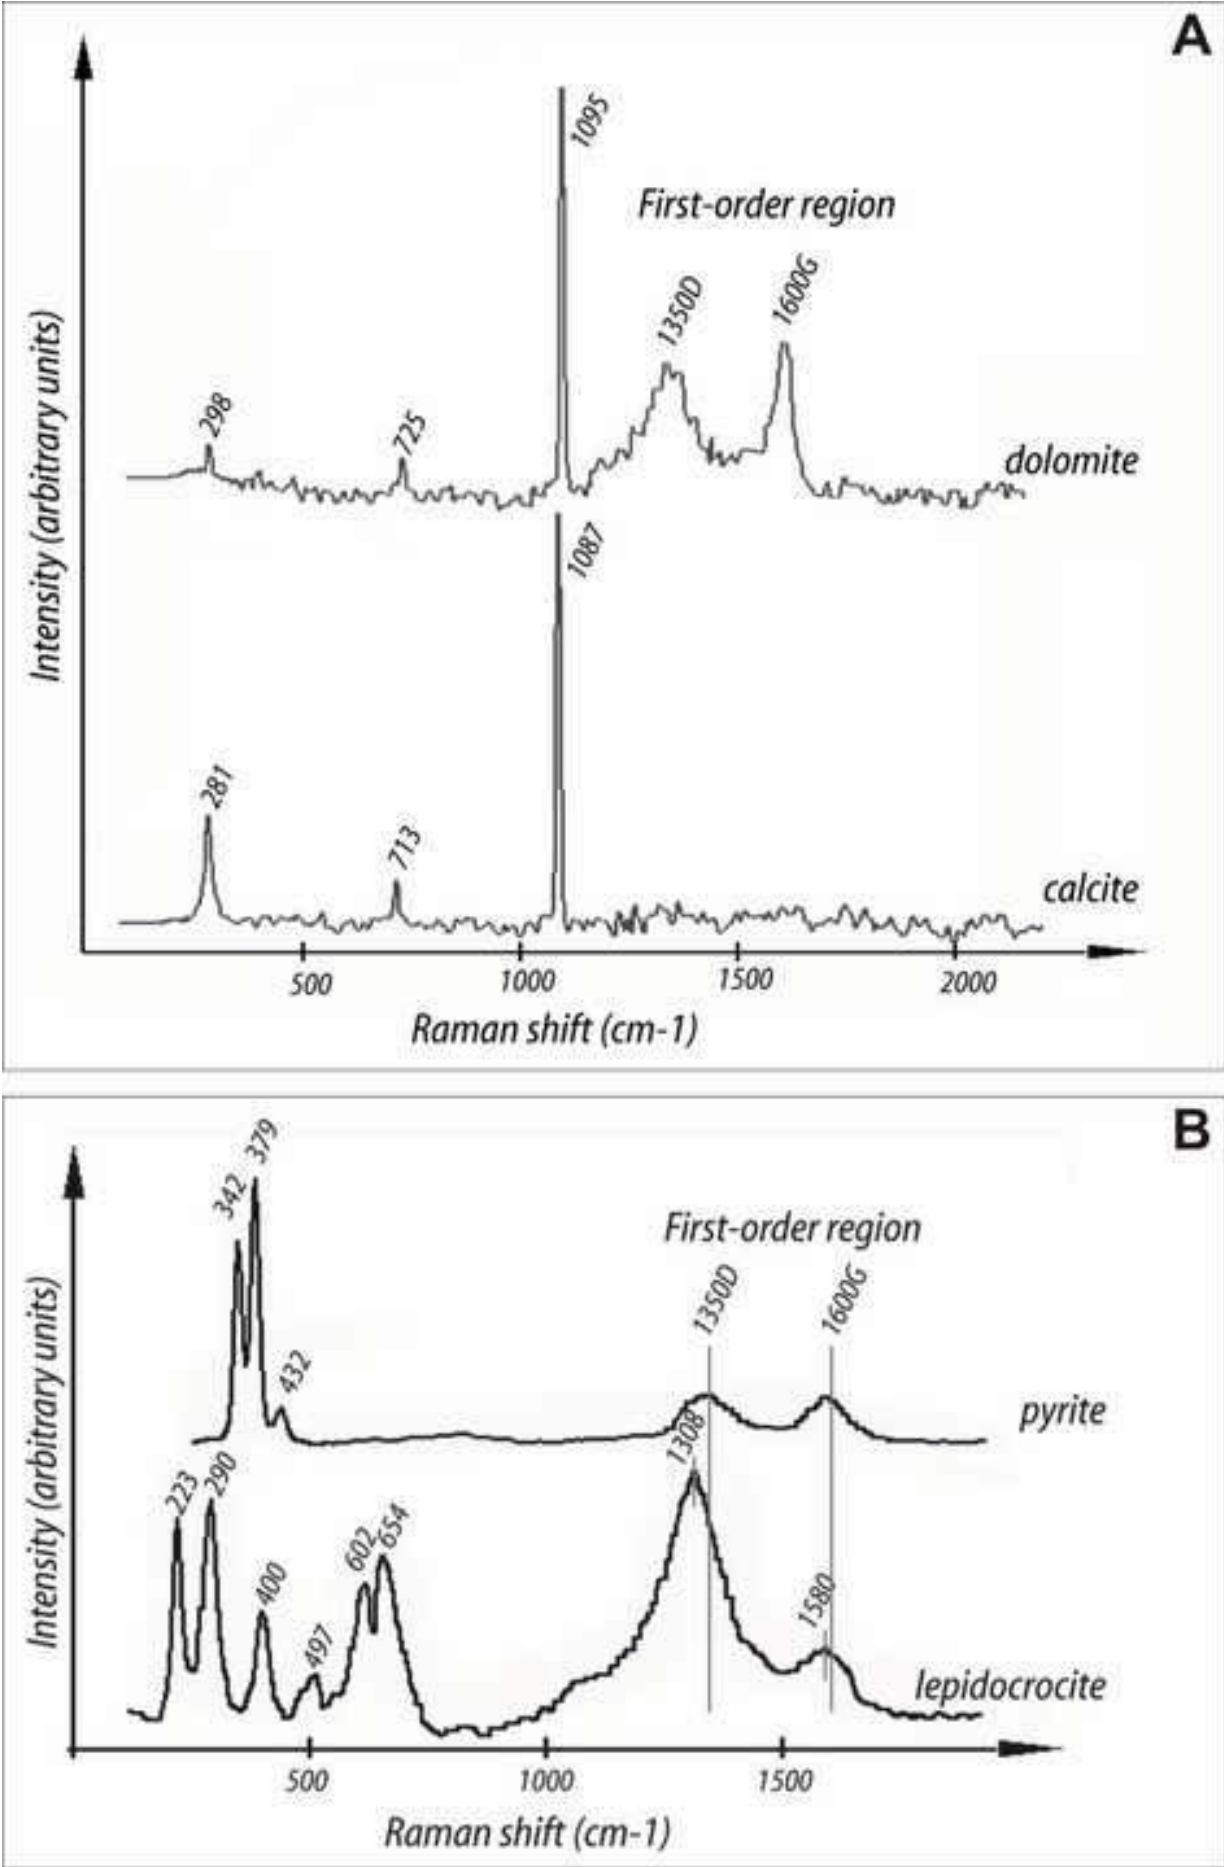 A
1095
First-order region
1350D
1600G
298
725
dolomite
1087
281
713
calcite
Intensity (arbitrary units)
500
1000
1500
2000
Raman shift (cm-1)
B
379
342
First-order region
1350D
1600G
432
pyrite
1308
223
290
602
654
400
497
1580
lepidocrocite
Intensity (arbitrary units)
500
1000
1500
Raman shift (cm-1)